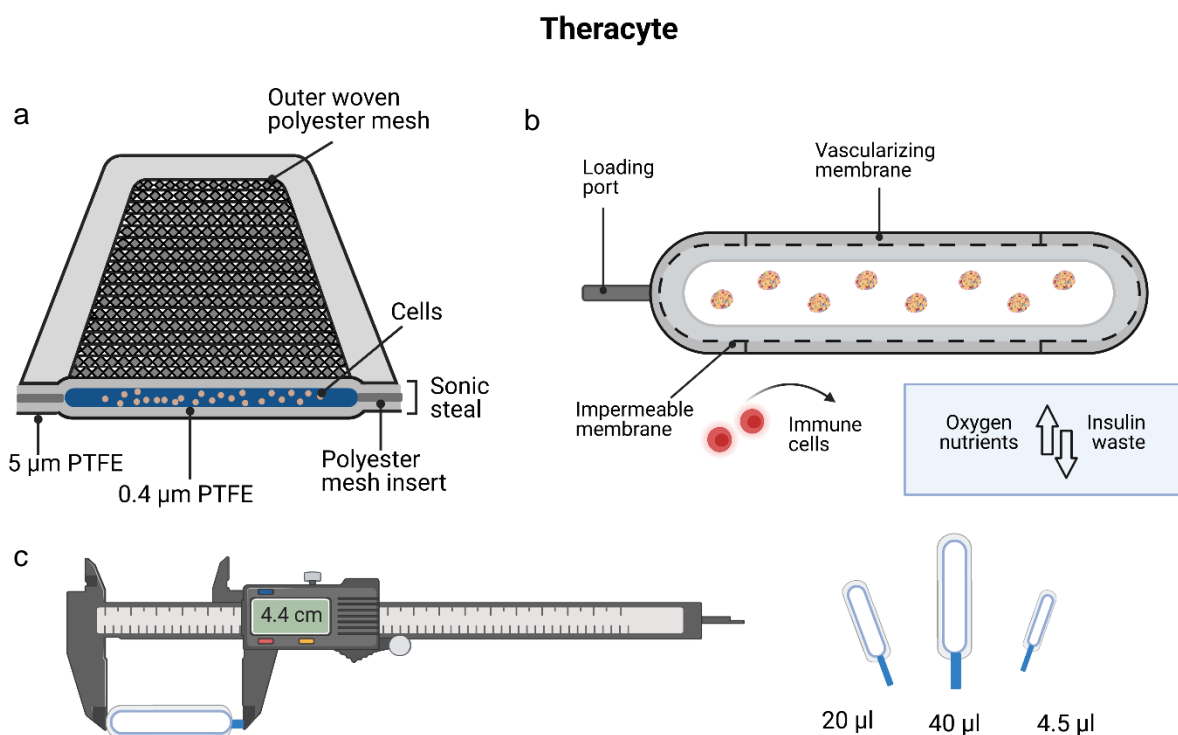 Theracyte
a
Outer woven
polyester mesh
Cells
Sonic
steal
5 µm PTFE
0.4 µm PTFE
Polyester
mesh insert
b
Loading
port
Vascularizing
membrane
Impermeable
membrane
Immune
cells
Oxygen
nutrients
Insulin
waste
c
4.4 cm
20 µl
40 µl
4.5 µl